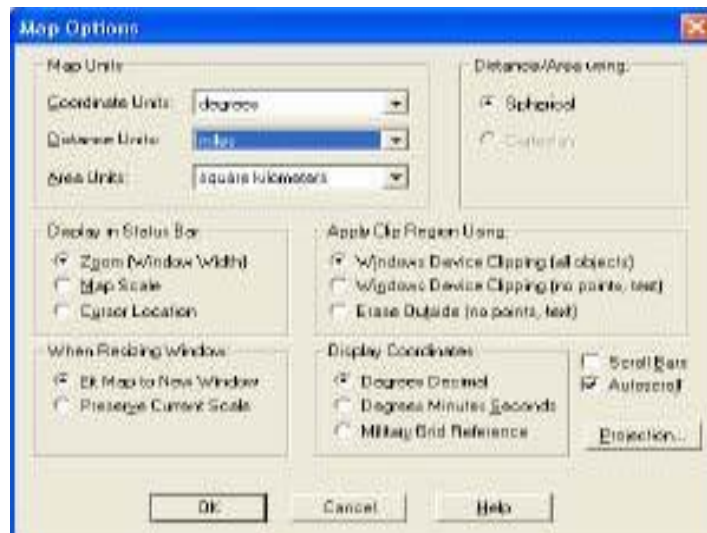 Map Options
Map Units
Coordinate Units: degrees
Distance Units: miles
Area Units: square kilometers
Distance/Area using:
Spherical
Cartesian
Display in Status Bar
Zoom (Window Width)
Map Scale
Cursor Location
Apply Clip Region Using:
Windows Device Clipping (all objects)
Windows Device Clipping (no points, text)
Erase Outside (no points, text)
When Resizing Window:
Fit Map to New Window
Preserve Current Scale
Display Coordinates:
Degrees Decimal
Degrees Minutes Seconds
Military Grid Reference
Scroll Bars
Autoscroll
Projection...
OK
Cancel
Help